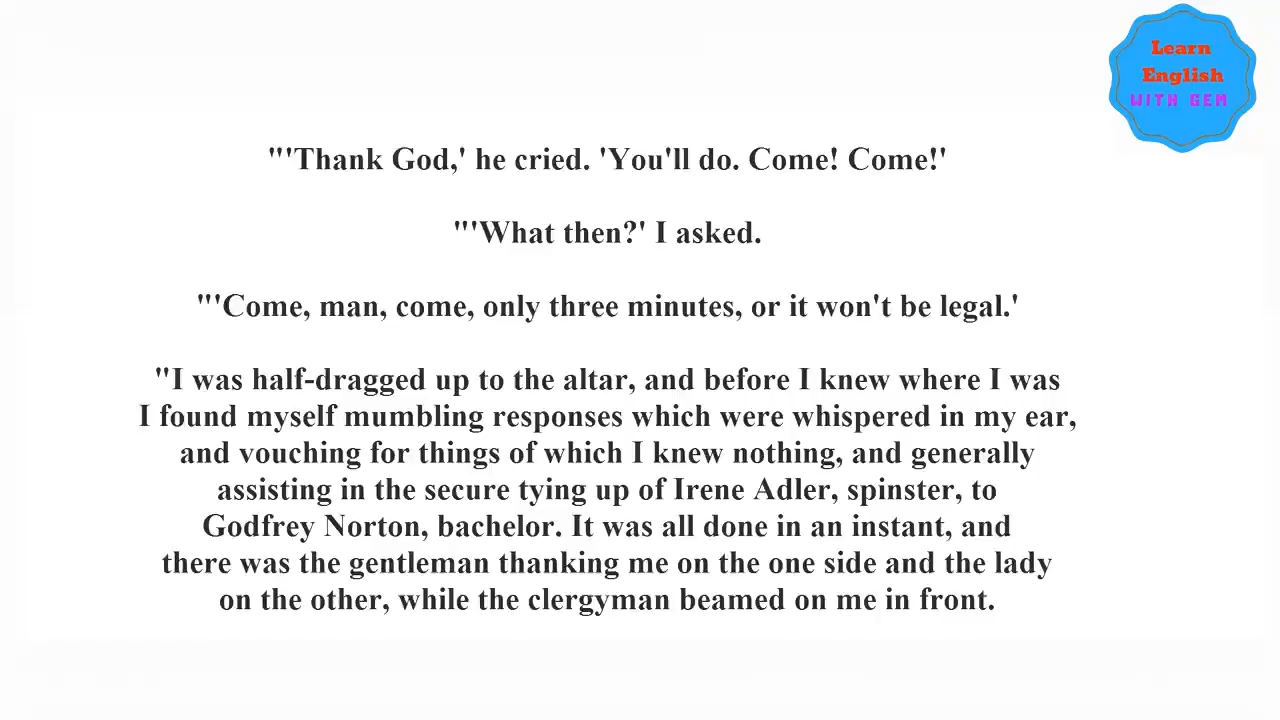 Learn
English
WITH GEM
"'Thank God,' he cried. 'You'll do. Come! Come!'
"'What then?' I asked.
"'Come, man, come, only three minutes, or it won't be legal.'
"I was half-dragged up to the altar, and before I knew where I was
I found myself mumbling responses which were whispered in my ear,
and vouching for things of which I knew nothing, and generally
assisting in the secure tying up of Irene Adler, spinster, to
Godfrey Norton, bachelor. It was all done in an instant, and
there was the gentleman thanking me on the one side and the lady
on the other, while the clergyman beamed on me in front.